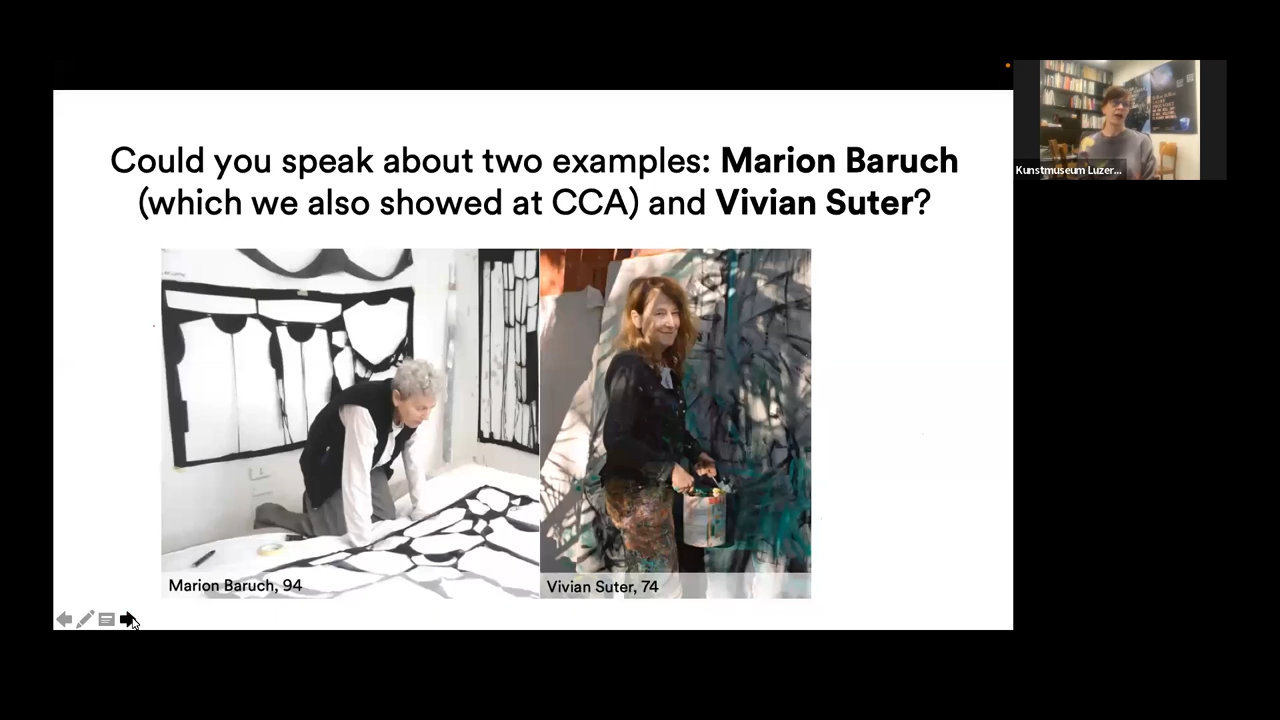 Could you speak about two examples: Marion Baruch
(which we also showed at CCA) and Vivian Suter?
Marion Baruch, 94
Vivian Suter, 74
Kunstmuseum Luzer...